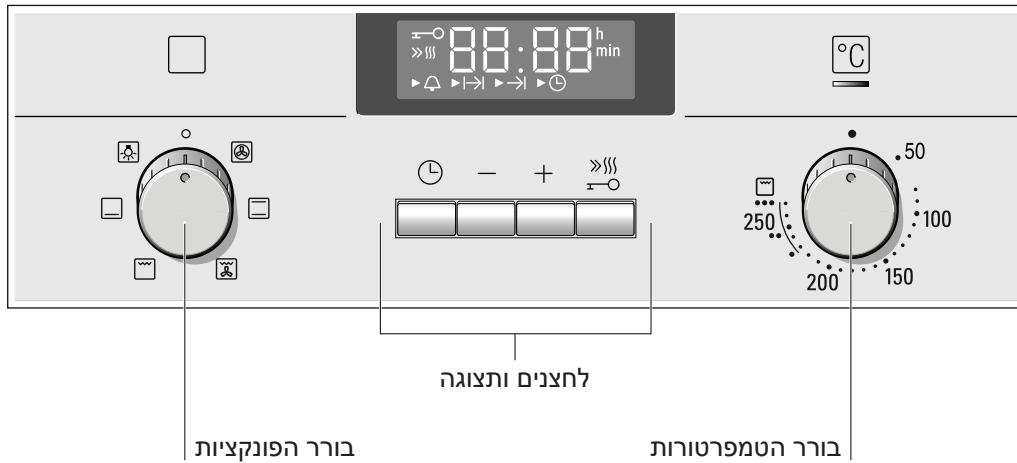 88:88 h min
°C
50
100
150
200
250
לחצנים ותצוגה
בורר הטמפרטורות
בורר הפונקציות